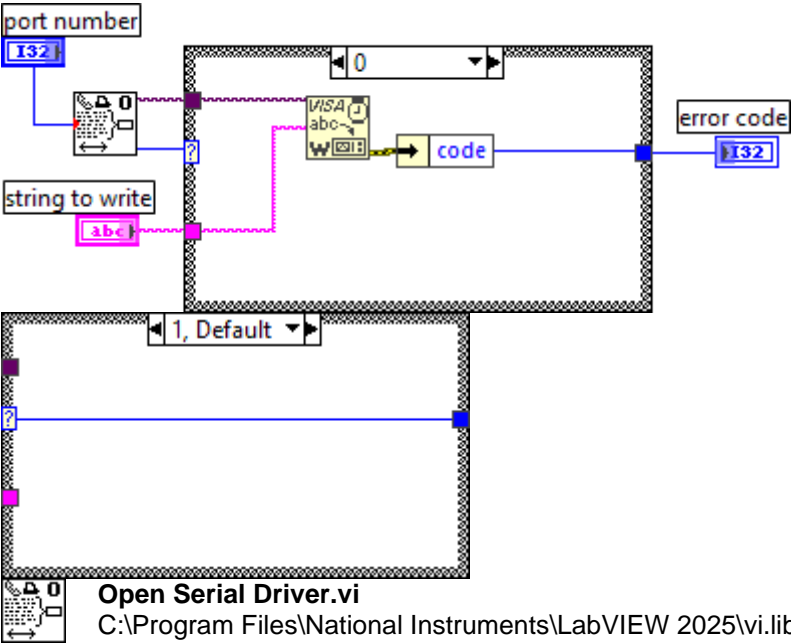 port number
I32
0
0
VISA
abc
W
code
error code
I32
string to write
abc
?
1, Default
?
0
Open Serial Driver.vi
C:\Program Files\National Instruments\LabVIEW 2025\vi.lib